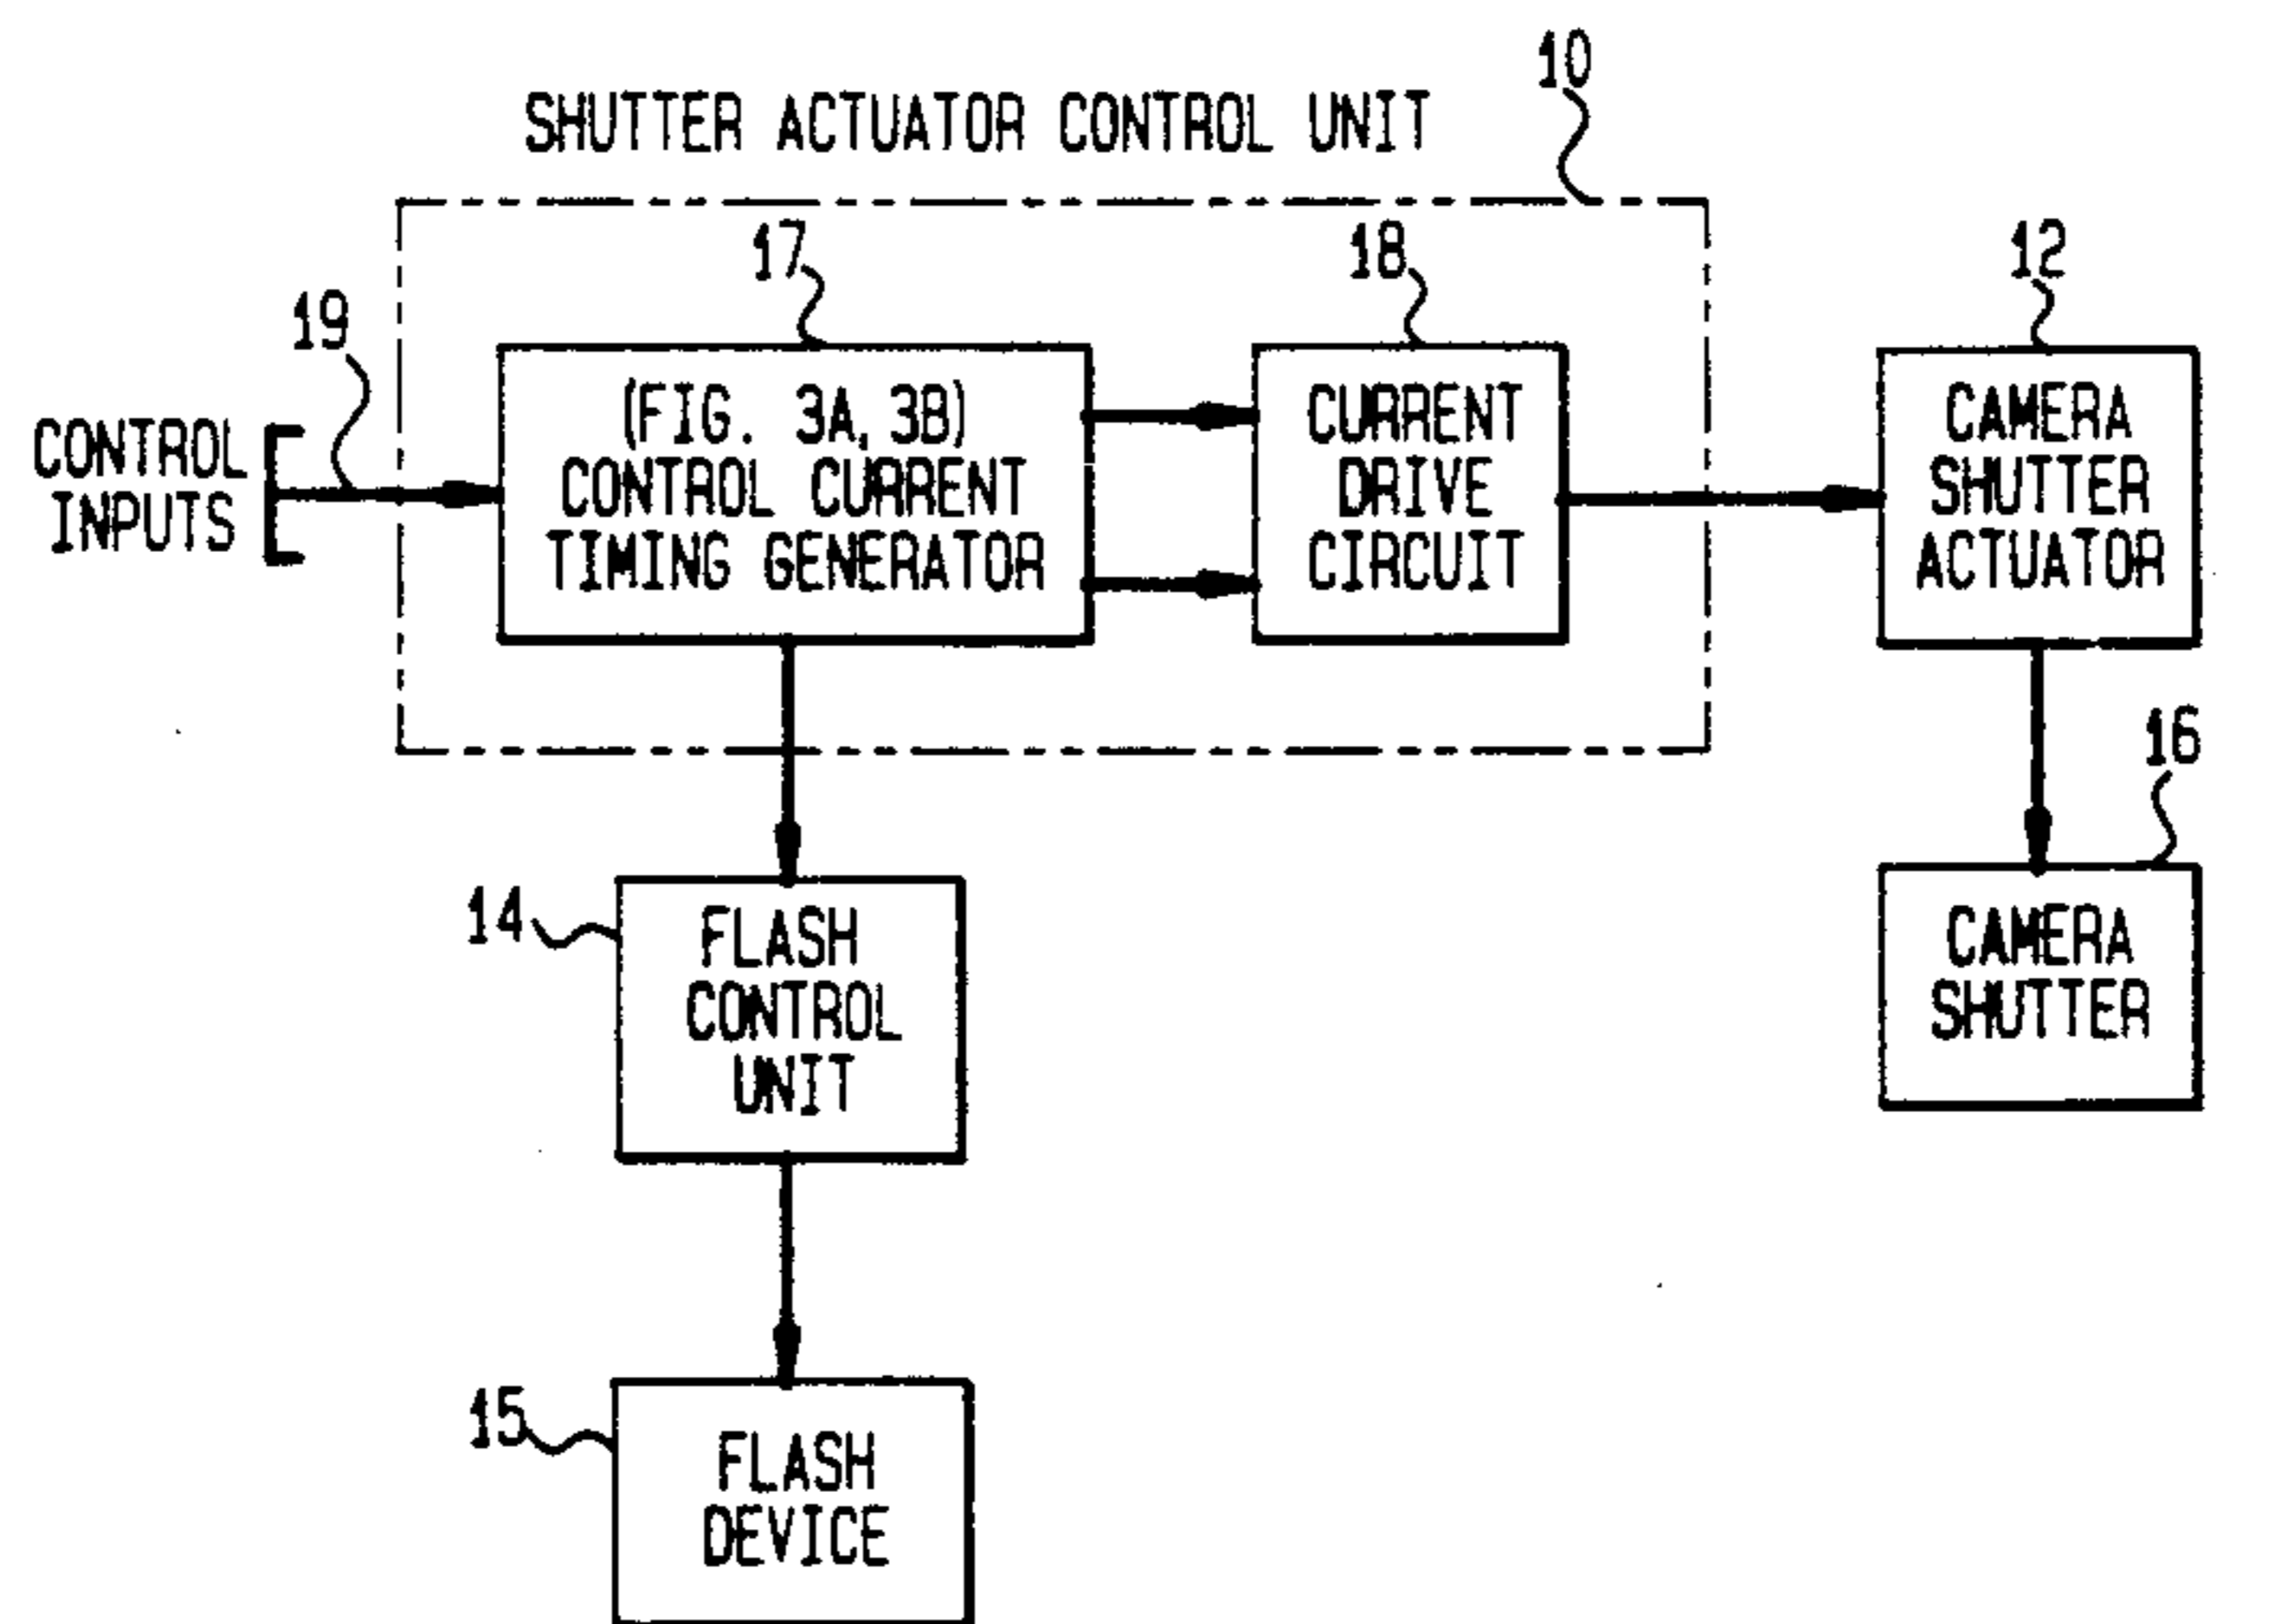 10
SHUTTER ACTUATOR CONTROL UNIT
17
18
12
19
CONTROL
INPUTS
(FIG. 3A, 3B)
CONTROL CURRENT
TIMING GENERATOR
CURRENT
DRIVE
CIRCUIT
CAMERA
SHUTTER
ACTUATOR
16
14
FLASH
CONTROL
UNIT
CAMERA
SHUTTER
15
FLASH
DEVICE